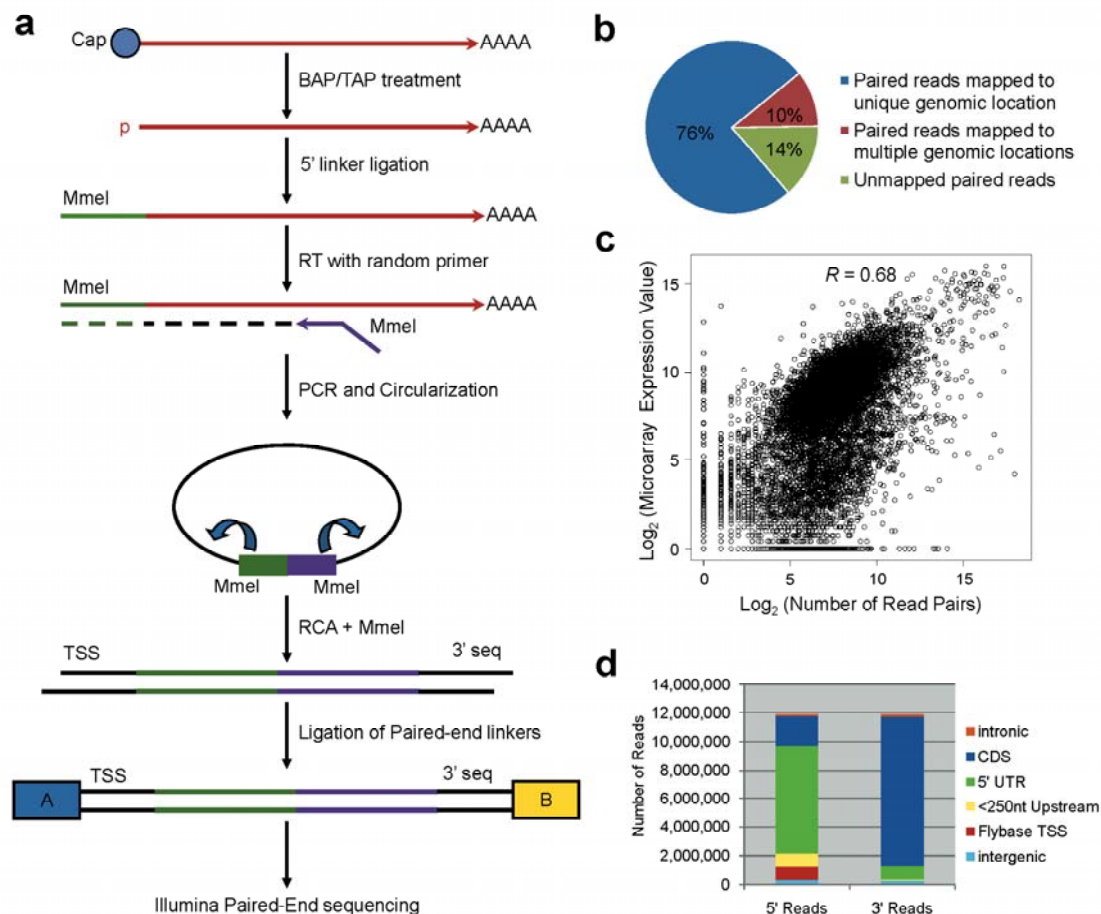 a
Cap
AAAA
BAP/TAP treatment
p
AAAA
5' linker ligation
MmeI
AAAA
RT with random primer
MmeI
AAAA
MmeI
PCR and Circularization
MmeI
MmeI
RCA + MmeI
TSS
3' seq
Ligation of Paired-end linkers
A
TSS
3' seq
B
Illumina Paired-End sequencing
b
76%
10%
14%
Paired reads mapped to
unique genomic location
Paired reads mapped to
multiple genomic locations
Unmapped paired reads
c
R = 0.68
Log2 (Microarray Expression Value)
15
10
5
0
0
5
10
15
Log2 (Number of Read Pairs)
d
Number of Reads
14,000,000
12,000,000
10,000,000
8,000,000
6,000,000
4,000,000
2,000,000
0
5' Reads
3' Reads
intronic
CDS
5' UTR
<250nt Upstream
Flybase TSS
intergenic